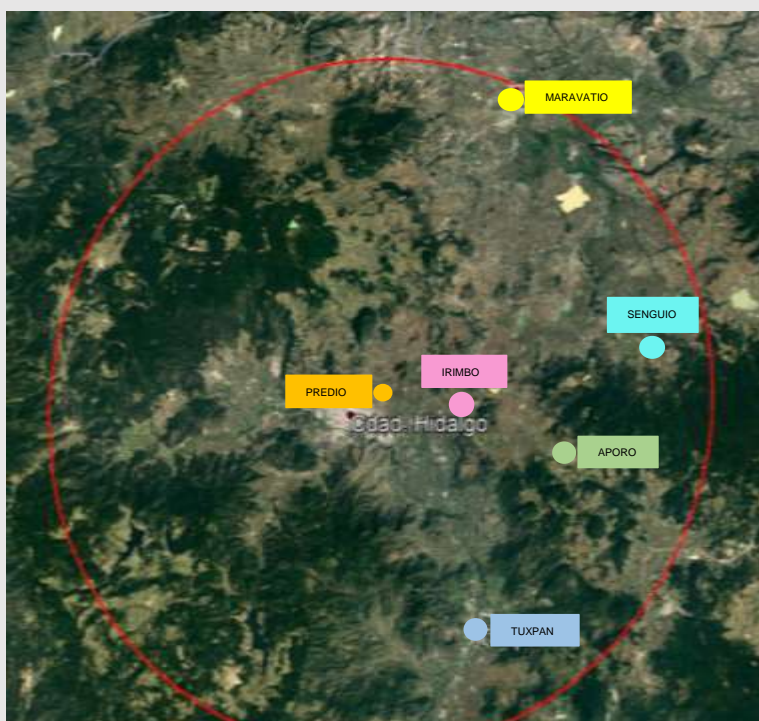 MARAVATIO
SENGUIO
IRIMBO
PREDIO
Cdad. Hidalgo
APORO
TUXPAN